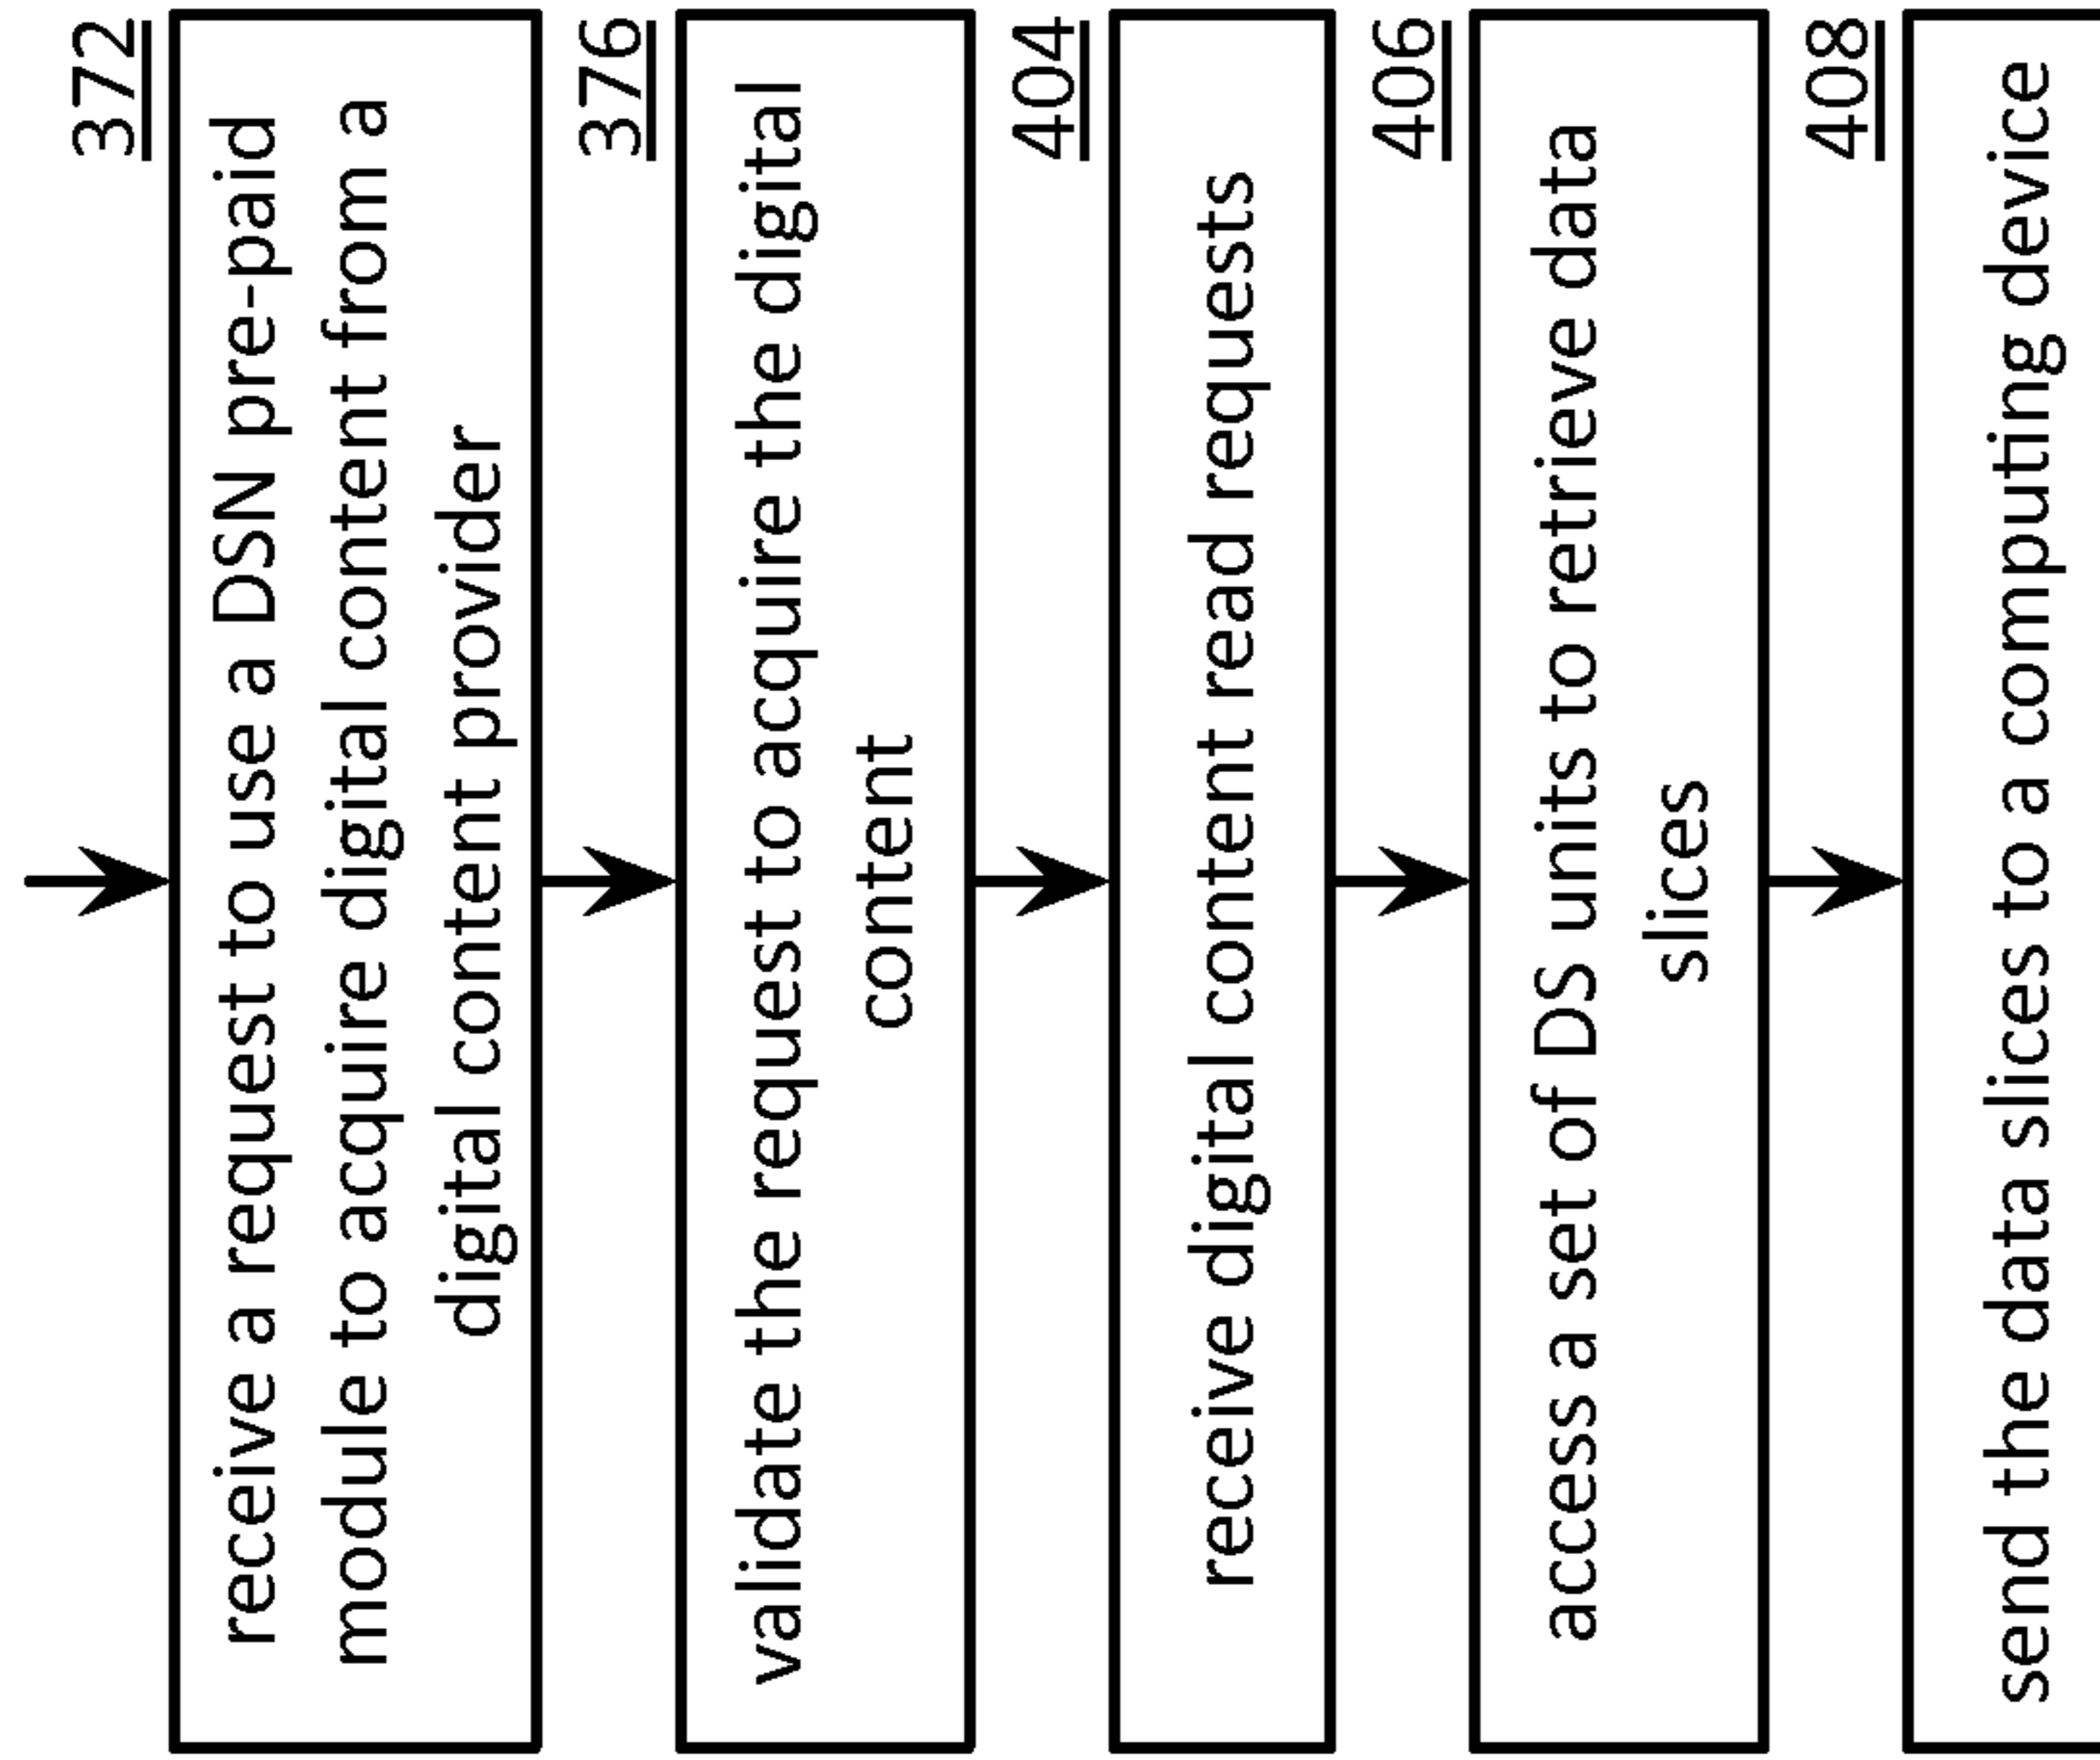 372
receive a request to use a DSN pre-paid
module to acquire digital content from a
digital content provider
376
validate the request to acquire the digital
content
404
receive digital content read requests
406
access a set of DS units to retrieve data
slices
408
send the data slices to a computing device